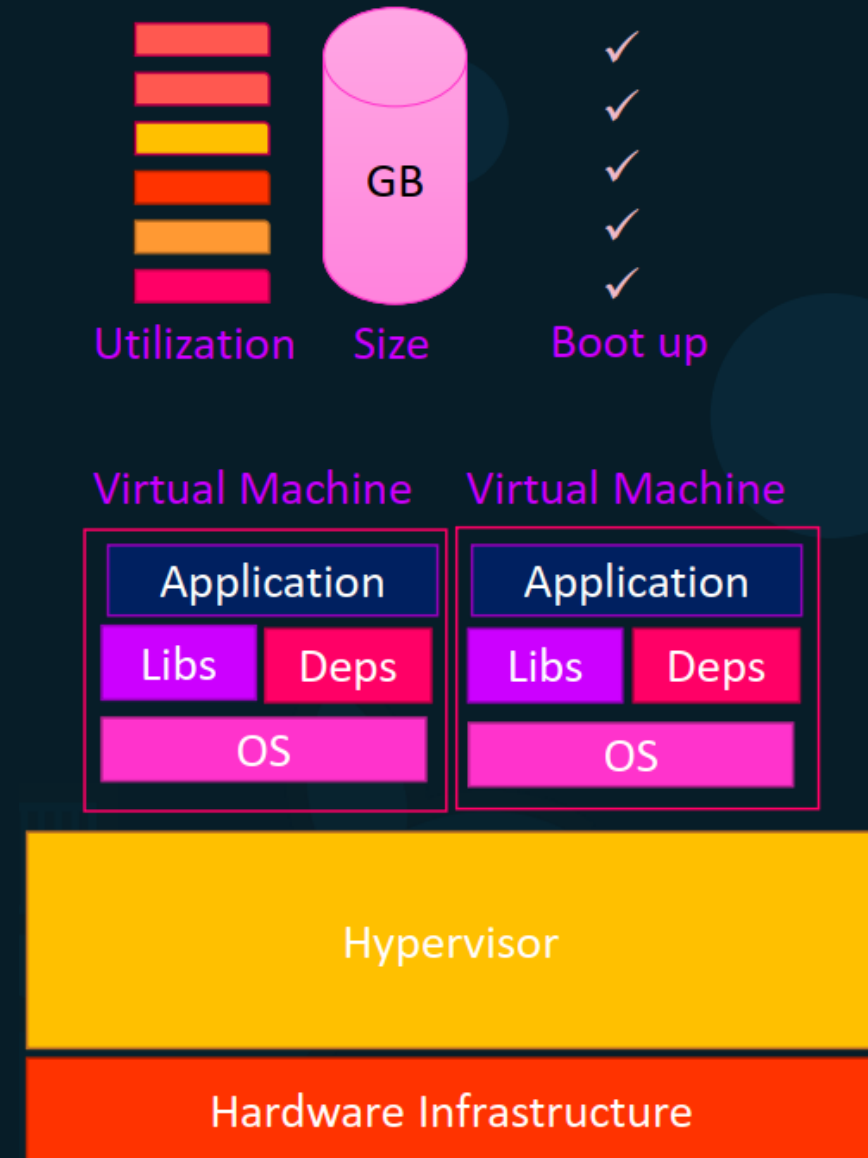 GB
Utilization Size Boot up
Virtual Machine Virtual Machine
Application Application
Libs Deps Libs Deps
OS OS
Hypervisor
Hardware Infrastructure